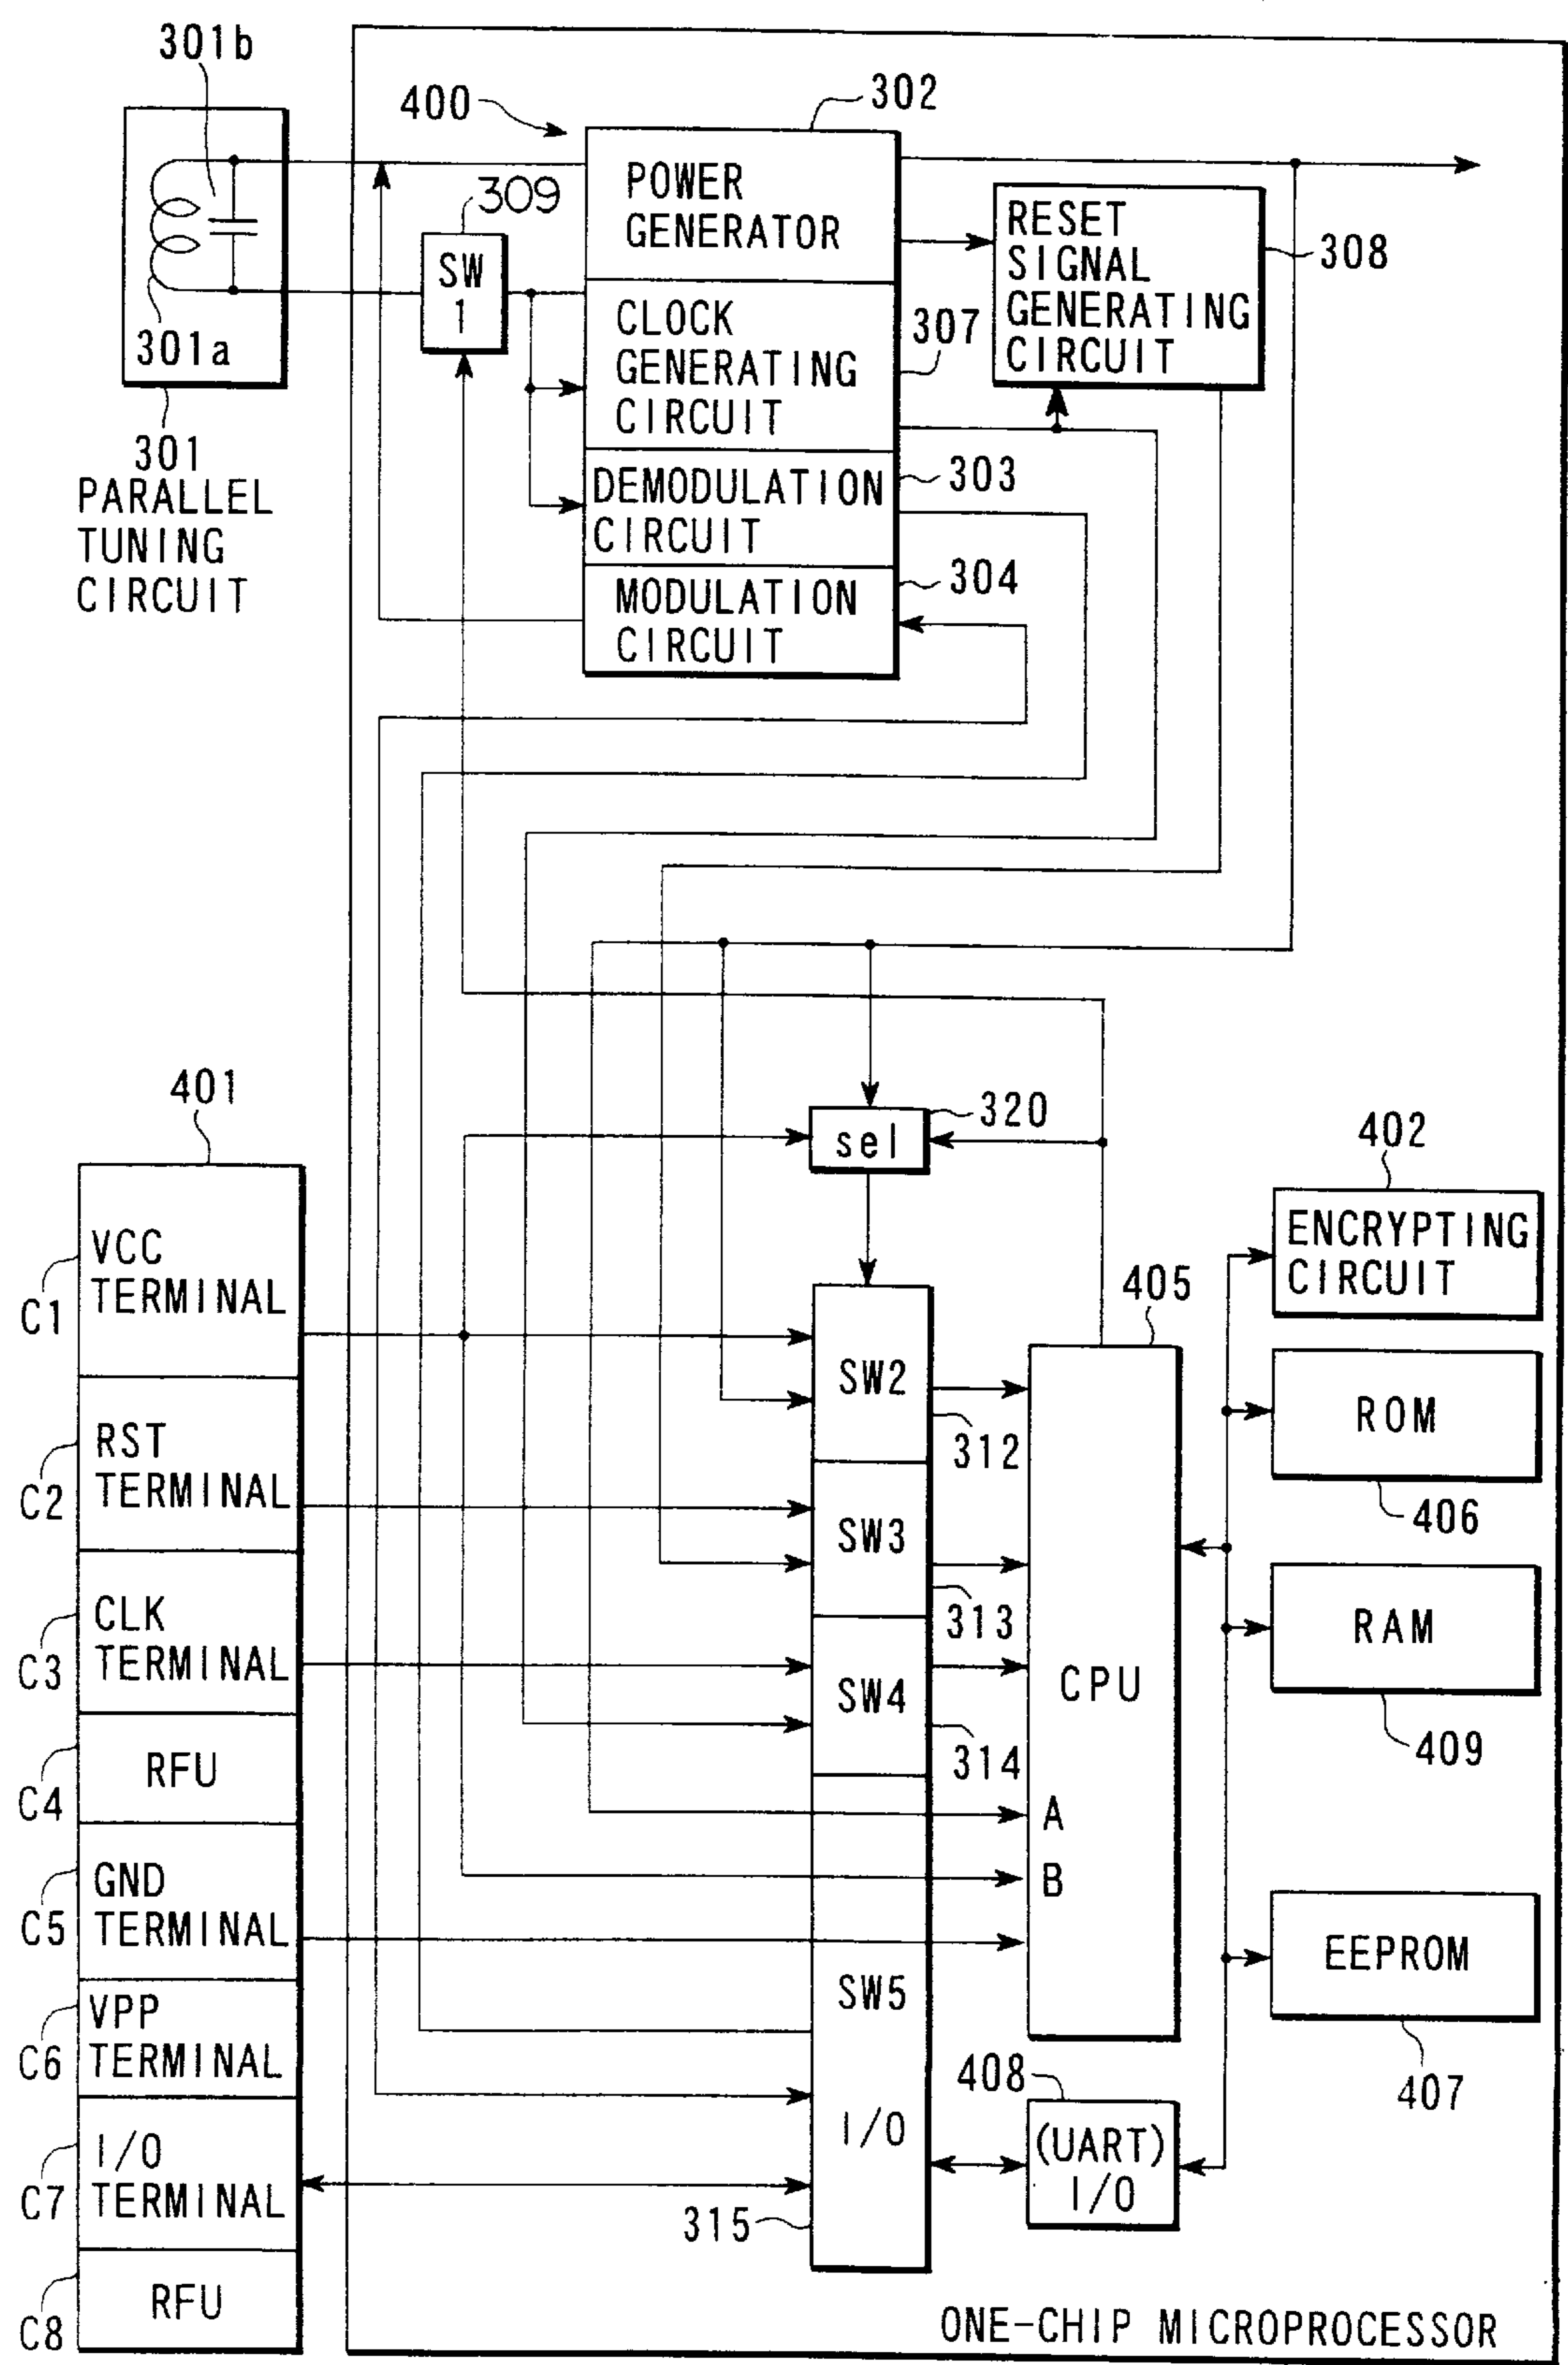 301b
400
302
309
POWER
GENERATOR
RESET
SIGNAL
GENERATING
CIRCUIT
308
SW
1
301a
CLOCK
GENERATING
CIRCUIT
307
301
PARALLEL
TUNING
CIRCUIT
DEMODULATION
CIRCUIT
303
MODULATION
CIRCUIT
304
401
sel
320
402
ENCRYPTING
CIRCUIT
VCC
TERMINAL
C1
405
SW2
312
ROM
406
RST
TERMINAL
C2
SW3
313
CLK
TERMINAL
C3
RAM
409
SW4
314
CPU
RFU
C4
A
B
GND
TERMINAL
C5
SW5
EEPROM
407
VPP
TERMINAL
C6
408
(UART)
I/O
I/O
I/O
TERMINAL
C7
315
RFU
C8
ONE-CHIP MICROPROCESSOR